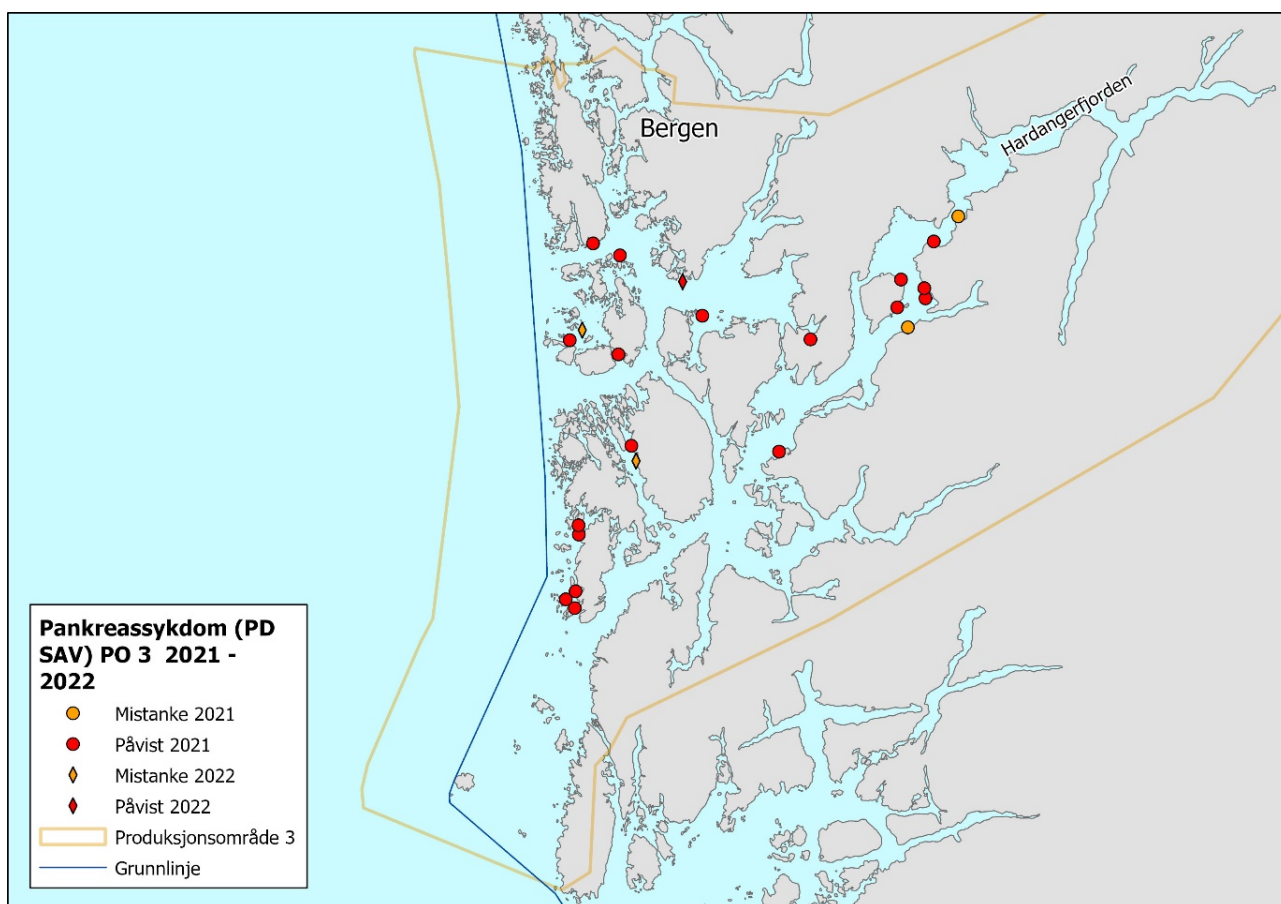 Bergen
Hardangerfjorden
Pankreassykdom (PD
SAV) PO 3  2021 -
2022
Mistanke 2021
Påvist 2021
Mistanke 2022
Påvist 2022
Produksjonsområde 3
Grunnlinje